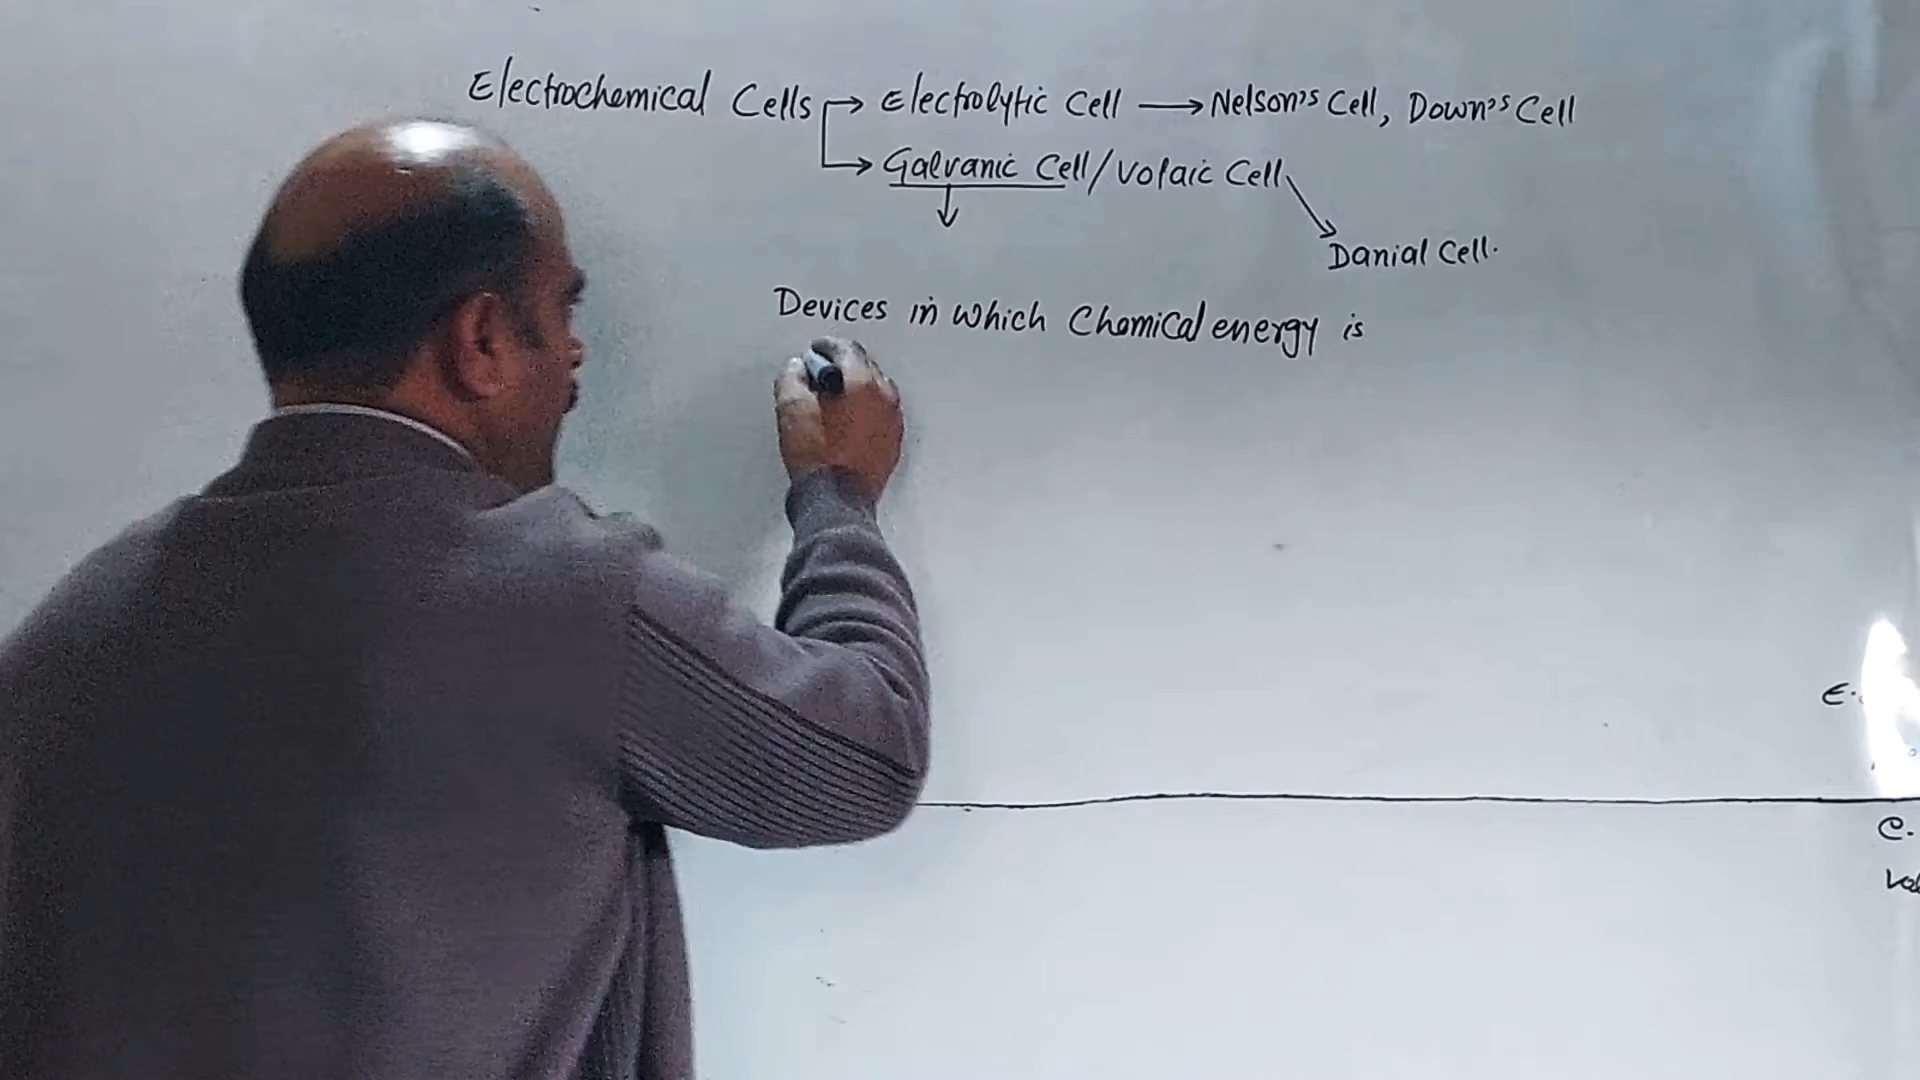 Electrochemical Cells → Electrolytic Cell → Nelson's Cell, Down's Cell
→ Galvanic Cell / Volaic Cell
Danial Cell.
Devices in which Chemical energy is
E.
C.